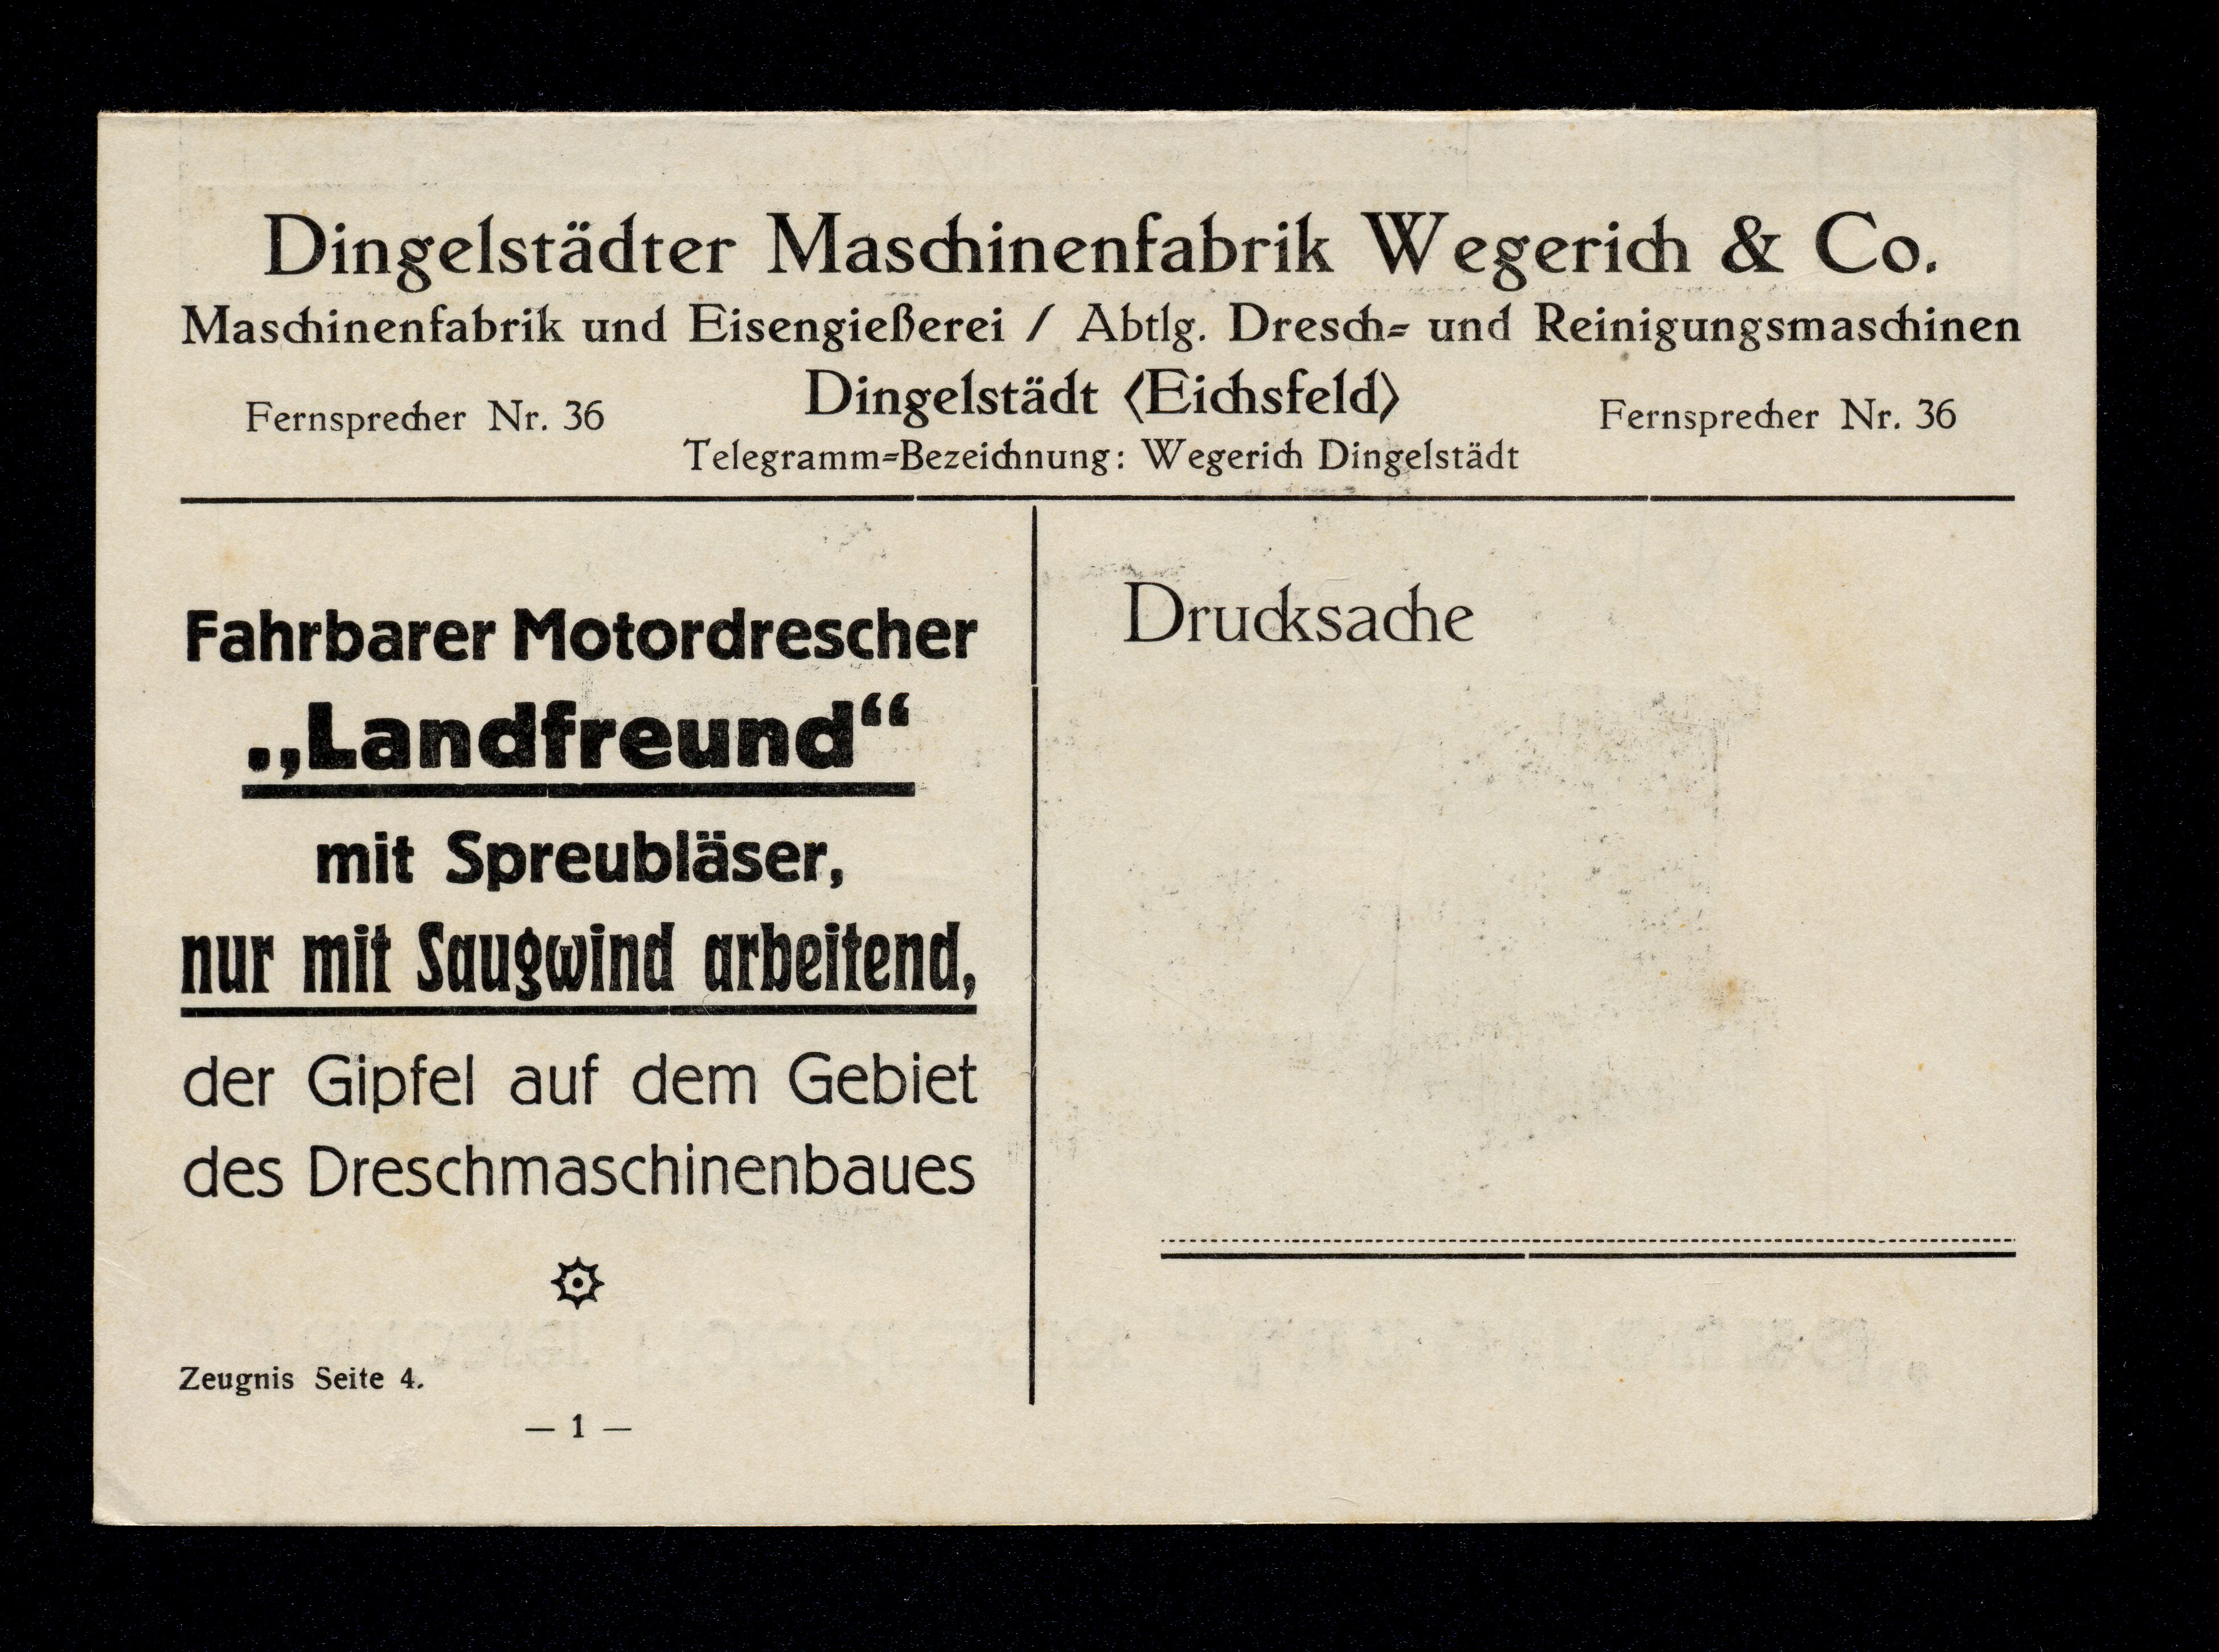 Dingelstädter Maschinenfabrik Wegerich & Co.
Maschinenfabrik und Eisengießerei / Abtlg. Dresch- und Reinigungsmaschinen
Dingelstädt (Eichsfeld)
Fernsprecher Nr. 36
Fernsprecher Nr. 36
Telegramm-Bezeichnung: Wegerich Dingelstädt
Fahrbarer Motordrescher
„Landfreund“
mit Spreubläser,
nur mit Saugwind arbeitend,
der Gipfel auf dem Gebiet
des Dreschmaschinenbaues
Zeugnis Seite 4.
— 1 —
Drucksache